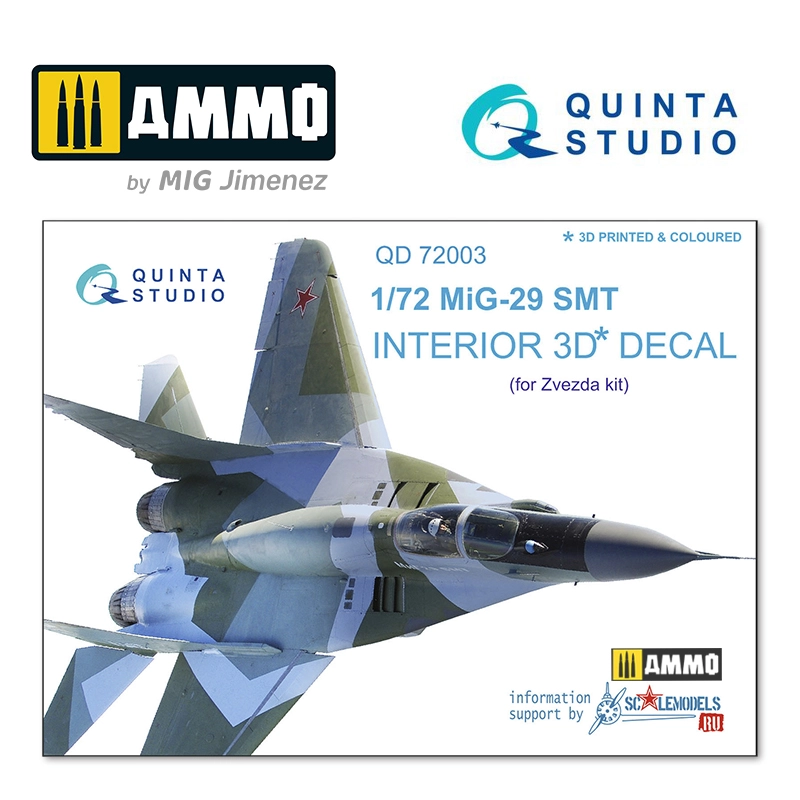 AMMO
by MIG Jimenez
QUINTA
STUDIO
* 3D PRINTED & COLOURED
QUINTA
STUDIO
QD 72003
1/72 MiG-29 SMT
INTERIOR 3D* DECAL
(for Zvezda kit)
AMMO
information
support by
SCALEMODELS
.RU